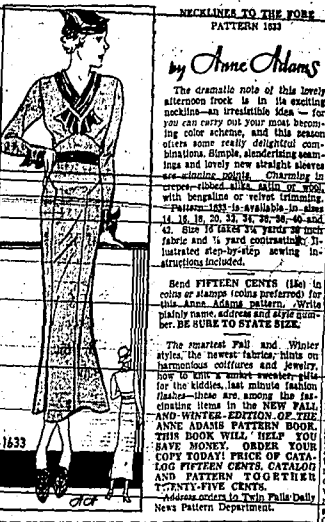 NECKLINES TO THE FORE
PATTERN 1633
by Anne Adams
The dramatic note of this lovely
afternoon frock is in its exciting
neckline—an irresistible idea — for
you can carry out your most becom-
ing color scheme, and this season
offers some really delightful com-
binations. Simple, slenderizing seam-
ings and lovely new straight sleeves
are winning points. Charming in
crepes, ribbed silks, satin or wool
with bengaline or velvet trimming.
Pattern 1633 is available in sizes
14, 16, 18, 20, 32, 34, 36, 38, 40 and
42. Size 16 takes 3¾ yards 39 inch
fabric and ⅜ yard contrasting. Il-
lustrated step-by-step sewing in-
structions included.
Send FIFTEEN CENTS (15c) in
coins or stamps (coins preferred) for
this Anne Adams pattern. Write
plainly name, address and style num-
ber. BE SURE TO STATE SIZE.
The smartest Fall and Winter
styles, the newest fabrics, hints on
harmonious coiffures and jewelry,
how to knit a smart sweater, gifts
for the kiddies, last minute fashion
flashes—these are among the fas-
cinating items in the NEW FALL
AND WINTER EDITION OF THE
ANNE ADAMS PATTERN BOOK.
THIS BOOK WILL HELP YOU
SAVE MONEY. ORDER YOUR
COPY TODAY! PRICE OF CATA-
LOG FIFTEEN CENTS. CATALOG
AND PATTERN TOGETHER
TWENTY-FIVE CENTS.
Address orders to Twin Falls Daily
News Pattern Department.
1633